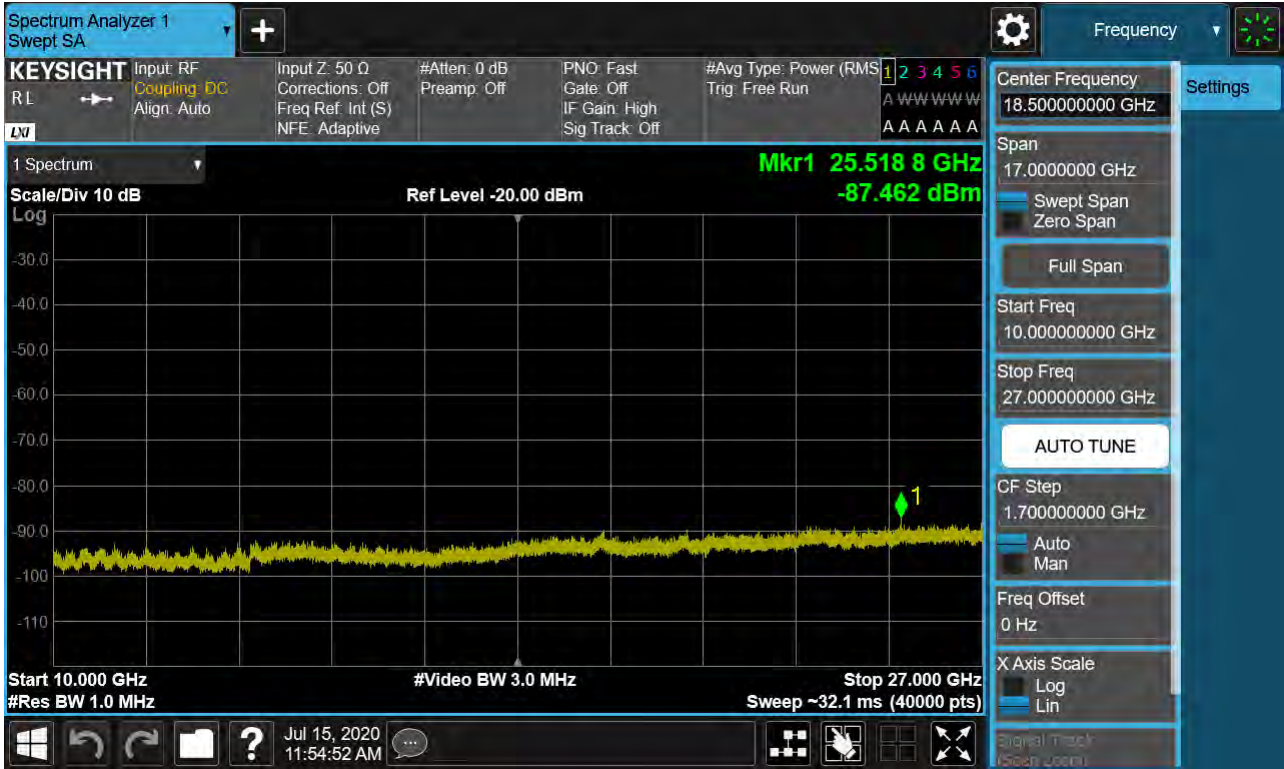 Spectrum Analyzer 1
Swept SA
+
Frequency
KEYSIGHT
R L
LXI
Input: RF
Coupling: DC
Align: Auto
Input Z: 50 Ω
Corrections: Off
Freq Ref: Int (S)
NFE: Adaptive
#Atten: 0 dB
Preamp: Off
PNO: Fast
Gate: Off
IF Gain: High
Sig Track: Off
#Avg Type: Power (RMS
Trig: Free Run
1 2 3 4 5 6
A W W W W W
A A A A A A
Center Frequency
18.500000000 GHz
Settings
1 Spectrum
Mkr1 25.518 8 GHz
-87.462 dBm
Scale/Div 10 dB
Ref Level -20.00 dBm
Log
-30.0
-40.0
-50.0
-60.0
-70.0
-80.0
-90.0
-100
-110
1
Start 10.000 GHz
#Video BW 3.0 MHz
Stop 27.000 GHz
#Res BW 1.0 MHz
Sweep ~32.1 ms (40000 pts)
Span
17.0000000 GHz
Swept Span
Zero Span
Full Span
Start Freq
10.000000000 GHz
Stop Freq
27.000000000 GHz
AUTO TUNE
CF Step
1.700000000 GHz
Auto
Man
Freq Offset
0 Hz
X Axis Scale
Log
Lin
Signal Track
(Span Zoom)
?
Jul 15, 2020
11:54:52 AM